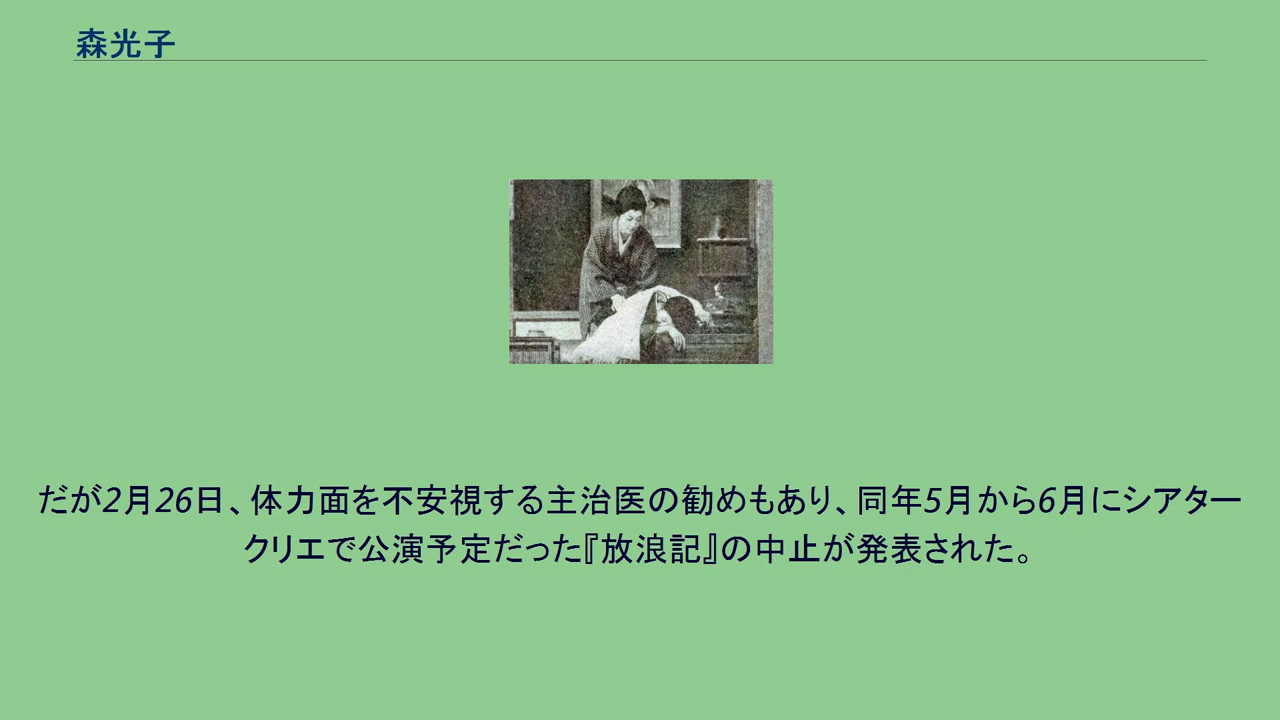 森光子
だが2月26日、体力面を不安視する主治医の勧めもあり、同年5月から6月にシアター
クリエで公演予定だった『放浪記』の中止が発表された。